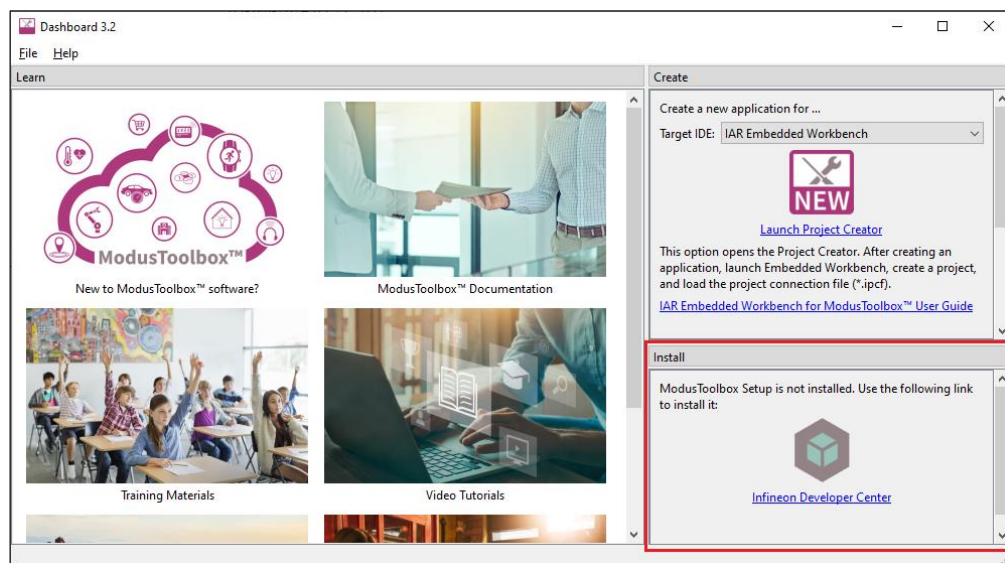 Dashboard 3.2
File Help
Learn
ModusToolbox™
New to ModusToolbox™ software?
ModusToolbox™ Documentation
Training Materials
Video Tutorials
Create
Create a new application for ...
Target IDE: IAR Embedded Workbench
NEW
Launch Project Creator
This option opens the Project Creator. After creating an
application, launch Embedded Workbench, create a project,
and load the project connection file (*.ipcf).
IAR Embedded Workbench for ModusToolbox™ User Guide
Install
ModusToolbox Setup is not installed. Use the following link
to install it:
Infineon Developer Center